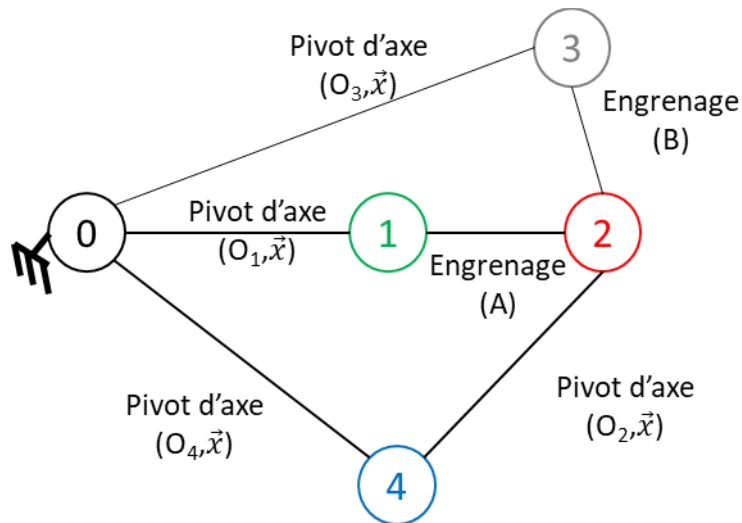 Pivot d'axe
(O₃,x⃗)
3
Engrenage
(B)
0
Pivot d'axe
(O₁,x⃗)
1
Engrenage
(A)
2
Pivot d'axe
(O₄,x⃗)
Pivot d'axe
(O₂,x⃗)
4